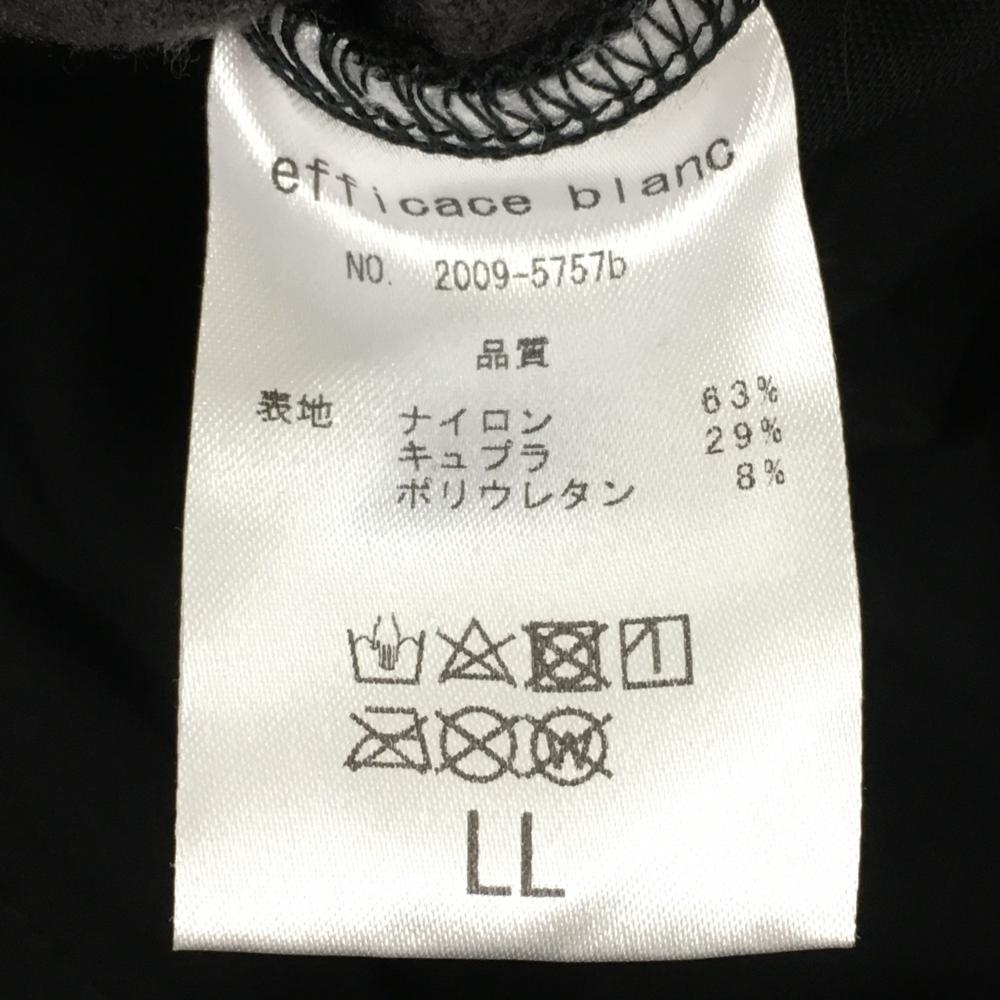 efficace blanc
NO. 2009-5757b
品質
表地 ナイロン 63%
キュプラ 29%
ポリウレタン 8%
W
LL